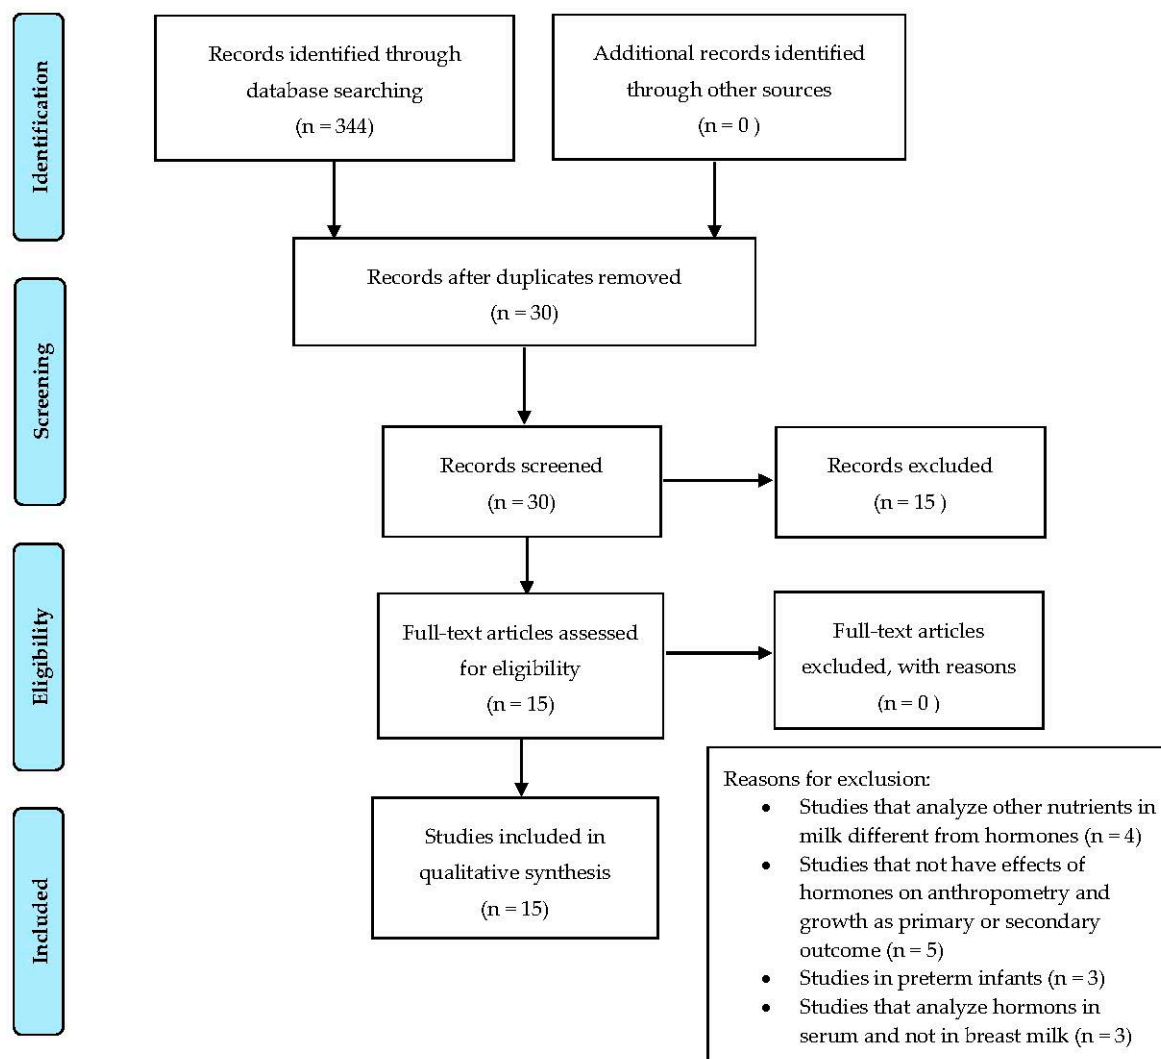 Identification
Records identified through
database searching
(n = 344)
Additional records identified
through other sources
(n = 0 )
Records after duplicates removed
(n = 30)
Screening
Records screened
(n = 30)
Records excluded
(n = 15 )
Eligibility
Full-text articles assessed
for eligibility
(n = 15)
Full-text articles
excluded, with reasons
(n = 0 )
Included
Studies included in
qualitative synthesis
(n = 15)
Reasons for exclusion:
• Studies that analyze other nutrients in
milk different from hormones (n = 4)
• Studies that not have effects of
hormones on anthropometry and
growth as primary or secondary
outcome (n = 5)
• Studies in preterm infants (n = 3)
• Studies that analyze hormons in
serum and not in breast milk (n = 3)